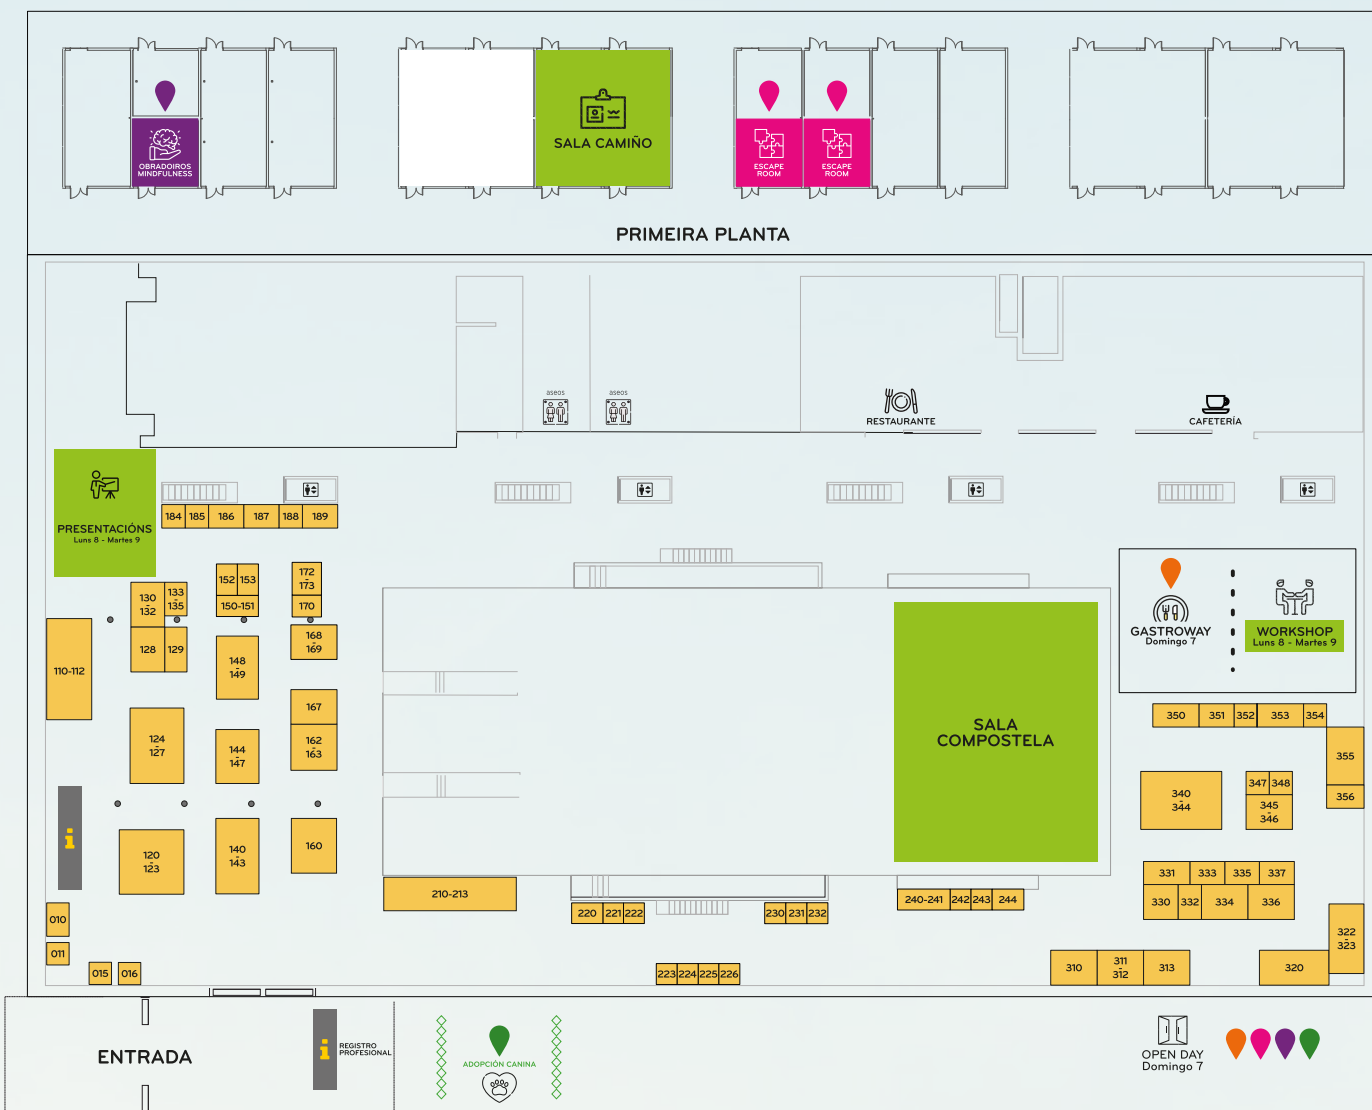 OBRADOIROS
MINDFULNESS
SALA CAMIÑO
ESCAPE
ROOM
ESCAPE
ROOM
PRIMEIRA PLANTA
aseos
aseos
RESTAURANTE
CAFETERÍA
PRESENTACIÓNS
Luns 8 - Martes 9
184 185 186 187 188 189
152 153
150-151
172
-
173
170
130
-
132
133
-
135
128 129
168
-
169
110-112
148
-
149
167
162
-
163
124
-
127
144
-
147
120
-
123
140
-
143
160
i
010
011
015 016
210-213
220 221 222
223 224 225 226
230 231 232
240-241 242 243 244
SALA
COMPOSTELA
GASTROWAY
Domingo 7
WORKSHOP
Luns 8 - Martes 9
350 351 352 353 354
355
356
340
-
344
347 348
345
-
346
331 333 335 337
330 332 334 336
322
-
323
310
311
-
312
313
320
ENTRADA
i
REGISTRO
PROFESIONAL
ADOPCIÓN CANINA
OPEN DAY
Domingo 7